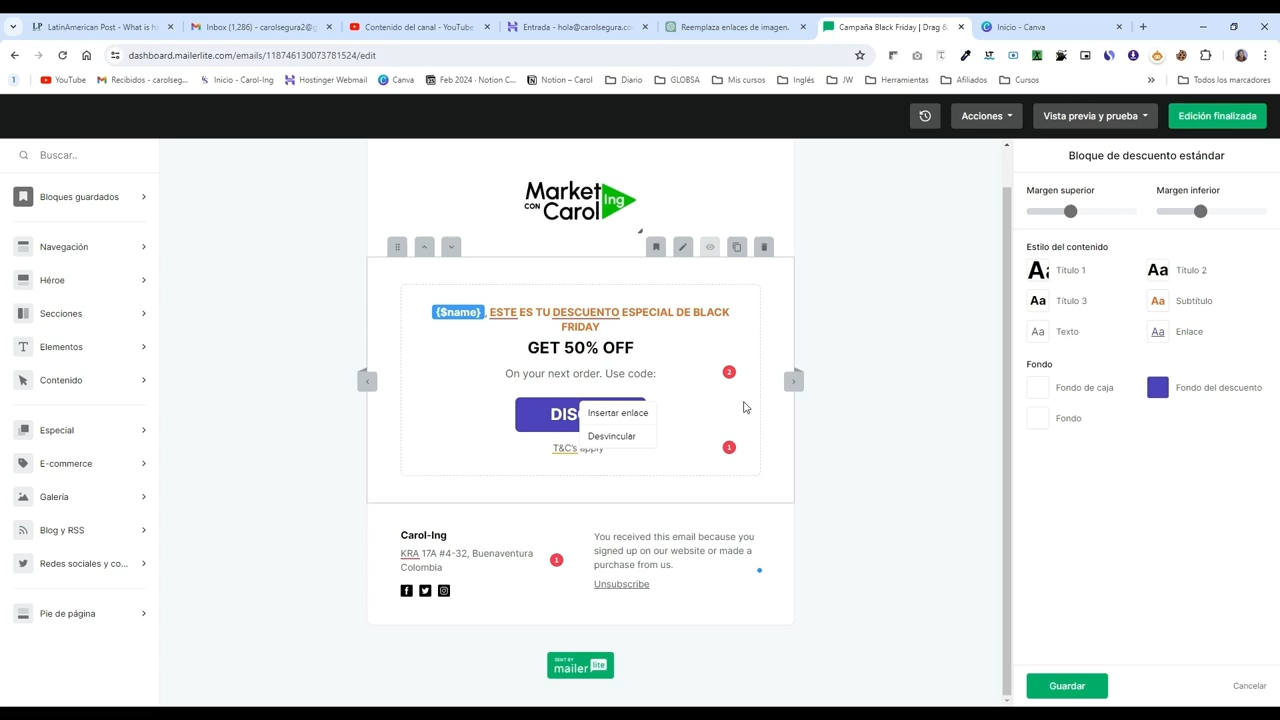 LatinAmerican Post - What is h
Inbox (1,286) - carolsegura2@g
Contenido del canal - YouTube
Entrada - hola@carolsegura.com
Reemplaza enlaces de imagen.
Campaña Black Friday | Drag &
Inicio - Canva
dashboard.mailerlite.com/emails/118746130073781524/edit
1
YouTube
Recibidos - carolseg...
Inicio - Carol-Ing
Hostinger Webmail
Canva
Feb 2024 - Notion C...
Notion – Carol
Diario
GLOBSA
Mis cursos
Inglés
JW
Herramientas
Afiliados
Cursos
Todos los marcadores
Acciones
Vista previa y prueba
Edición finalizada
Buscar..
Bloques guardados
Navegación
Héroe
Secciones
Elementos
Contenido
Especial
E-commerce
Galería
Blog y RSS
Redes sociales y co...
Pie de página
Market Ing
CON Carol
{$name}, ESTE ES TU DESCUENTO ESPECIAL DE BLACK
FRIDAY
GET 50% OFF
On your next order. Use code:
2
DISC
Insertar enlace
Desvincular
T&C's apply
1
Carol-Ing
KRA 17A #4-32, Buenaventura
Colombia
1
You received this email because you
signed up on our website or made a
purchase from us.
Unsubscribe
SENT BY
mailer lite
Bloque de descuento estándar
Margen superior
Margen inferior
Estilo del contenido
Aa Título 1
Aa Título 2
Aa Título 3
Aa Subtítulo
Aa Texto
Aa Enlace
Fondo
Fondo de caja
Fondo del descuento
Fondo
Guardar
Cancelar